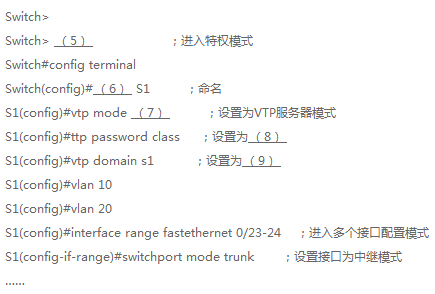 Switch>
Switch> （5） ；进入特权模式
Switch#config terminal
Switch(config)#（6） S1 ；命名
S1(config)#vtp mode （7） ；设置为VTP服务器模式
S1(config)#ttp password class ；设置为（8）
S1(config)#vtp domain s1 ；设置为（9）
S1(config)#vlan 10
S1(config)#vlan 20
S1(config)#interface range fastethernet 0/23-24 ；进入多个接口配置模式
S1(config-if-range)#switchport mode trunk ；设置接口为中继模式
......